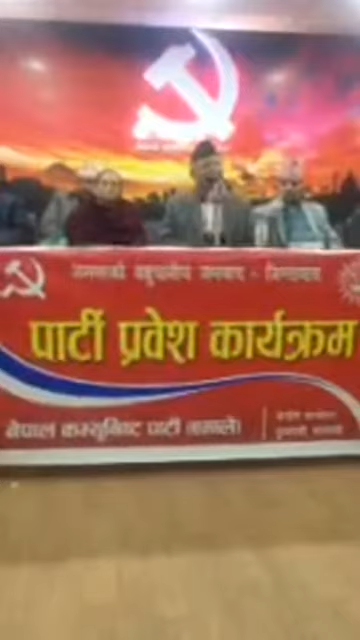 जनताको बहुदलीय जनवाद - जिन्दावाद
पार्टी प्रवेश कार्यक्रम
नेपाल कम्युनिष्ट पार्टी (एमाले)